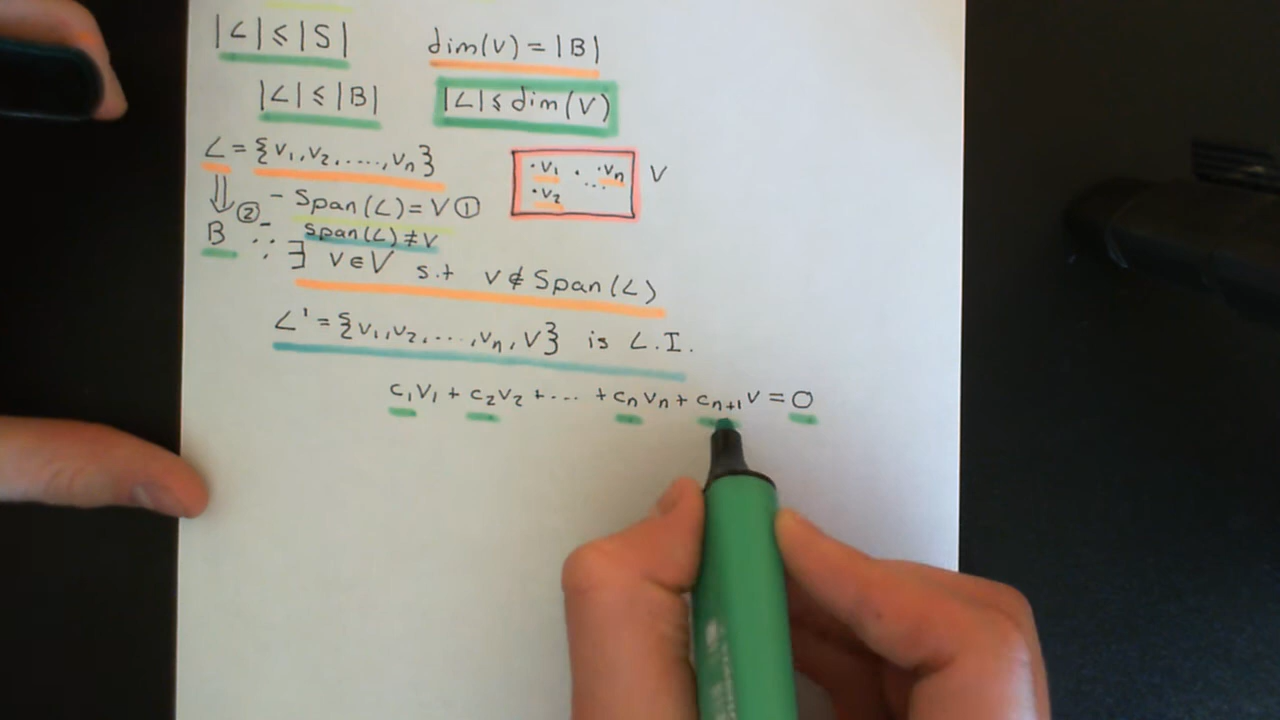 |L| ≤ |S| dim(V) = |B|
|L| ≤ |B| |L| ≤ dim(V)
L = {v₁, v₂, ....., vₙ} · v₁ · ... · vₙ V
· v₂
⇓ ② - Span(L) = V ①
B - Span(L) ≠ V
∴ ∃ v ∈ V s.t v ∉ Span(L)
L' = {v₁, v₂, ..., vₙ, V} is L.I.
c₁v₁ + c₂v₂ + ... + cₙvₙ + cₙ₊₁v = 0